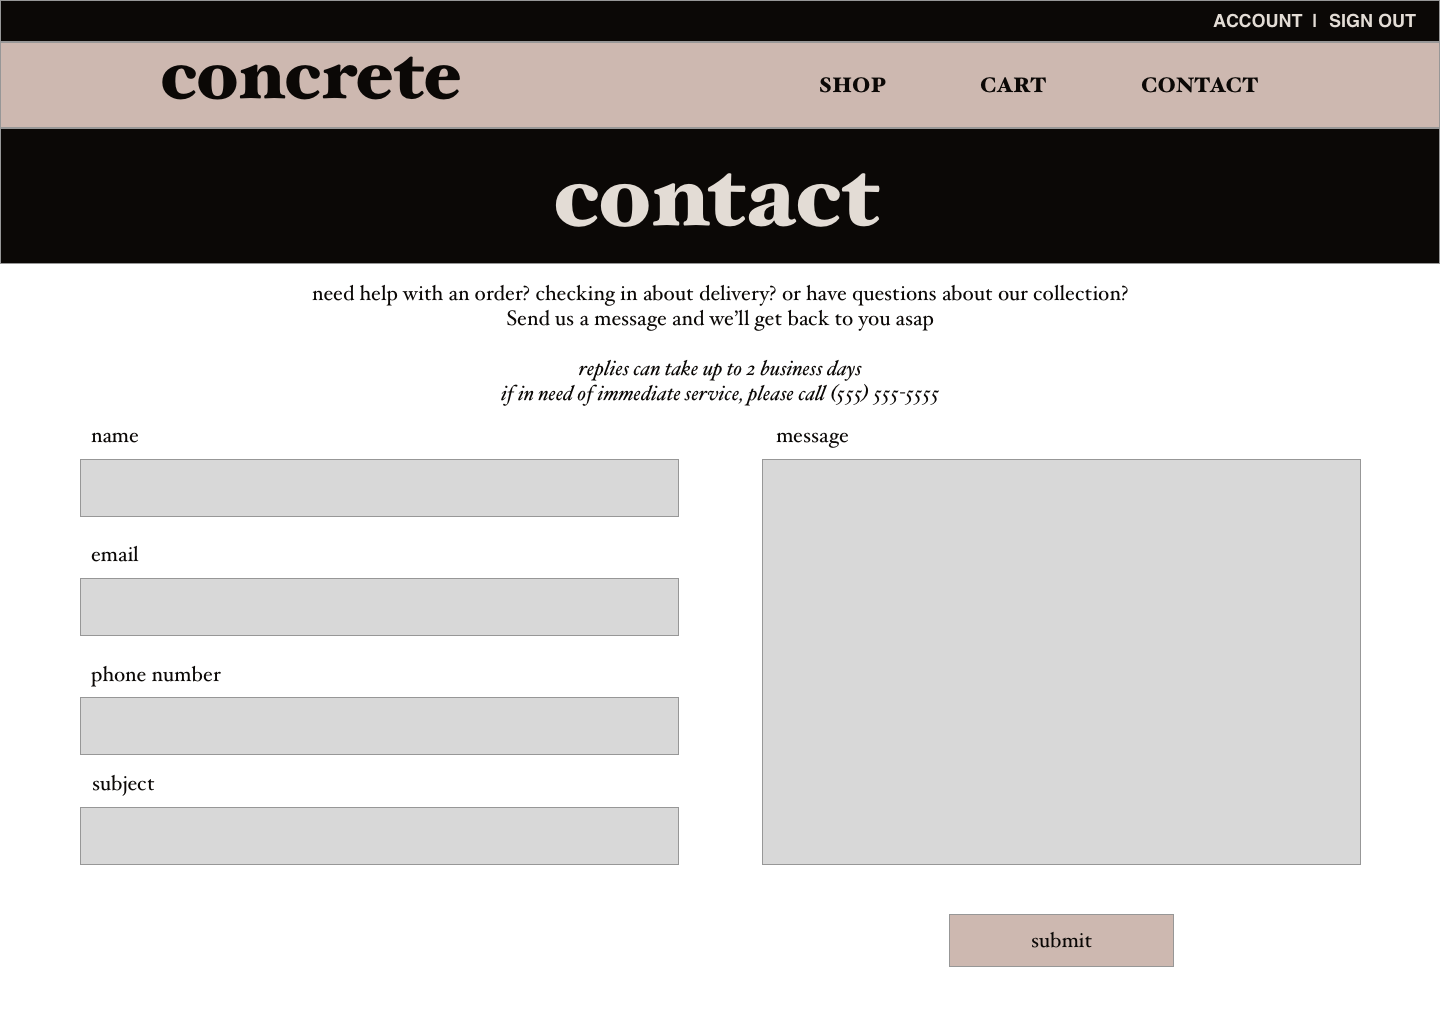 ACCOUNT | SIGN OUT
concrete
SHOP CART CONTACT
contact
need help with an order? checking in about delivery? or have questions about our collection?
Send us a message and we’ll get back to you asap
replies can take up to 2 business days
if in need of immediate service, please call (555) 555-5555
name
message
email
phone number
subject
submit